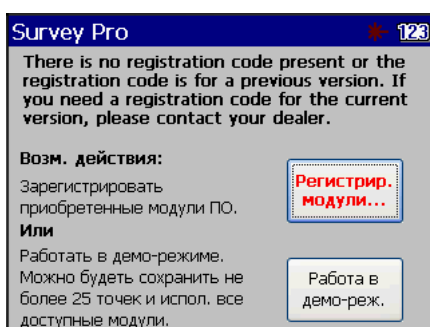 Survey Pro
123
There is no registration code present or the
registration code is for a previous version. If
you need a registration code for the current
version, please contact your dealer.
Возм. действия:
Зарегистрировать
приобретенные модули ПО.
Регистрир.
модули...
Или
Работать в демо-режиме.
Можно будет сохранить не
более 25 точек и испол. все
доступные модули.
Работа в
демо-реж.